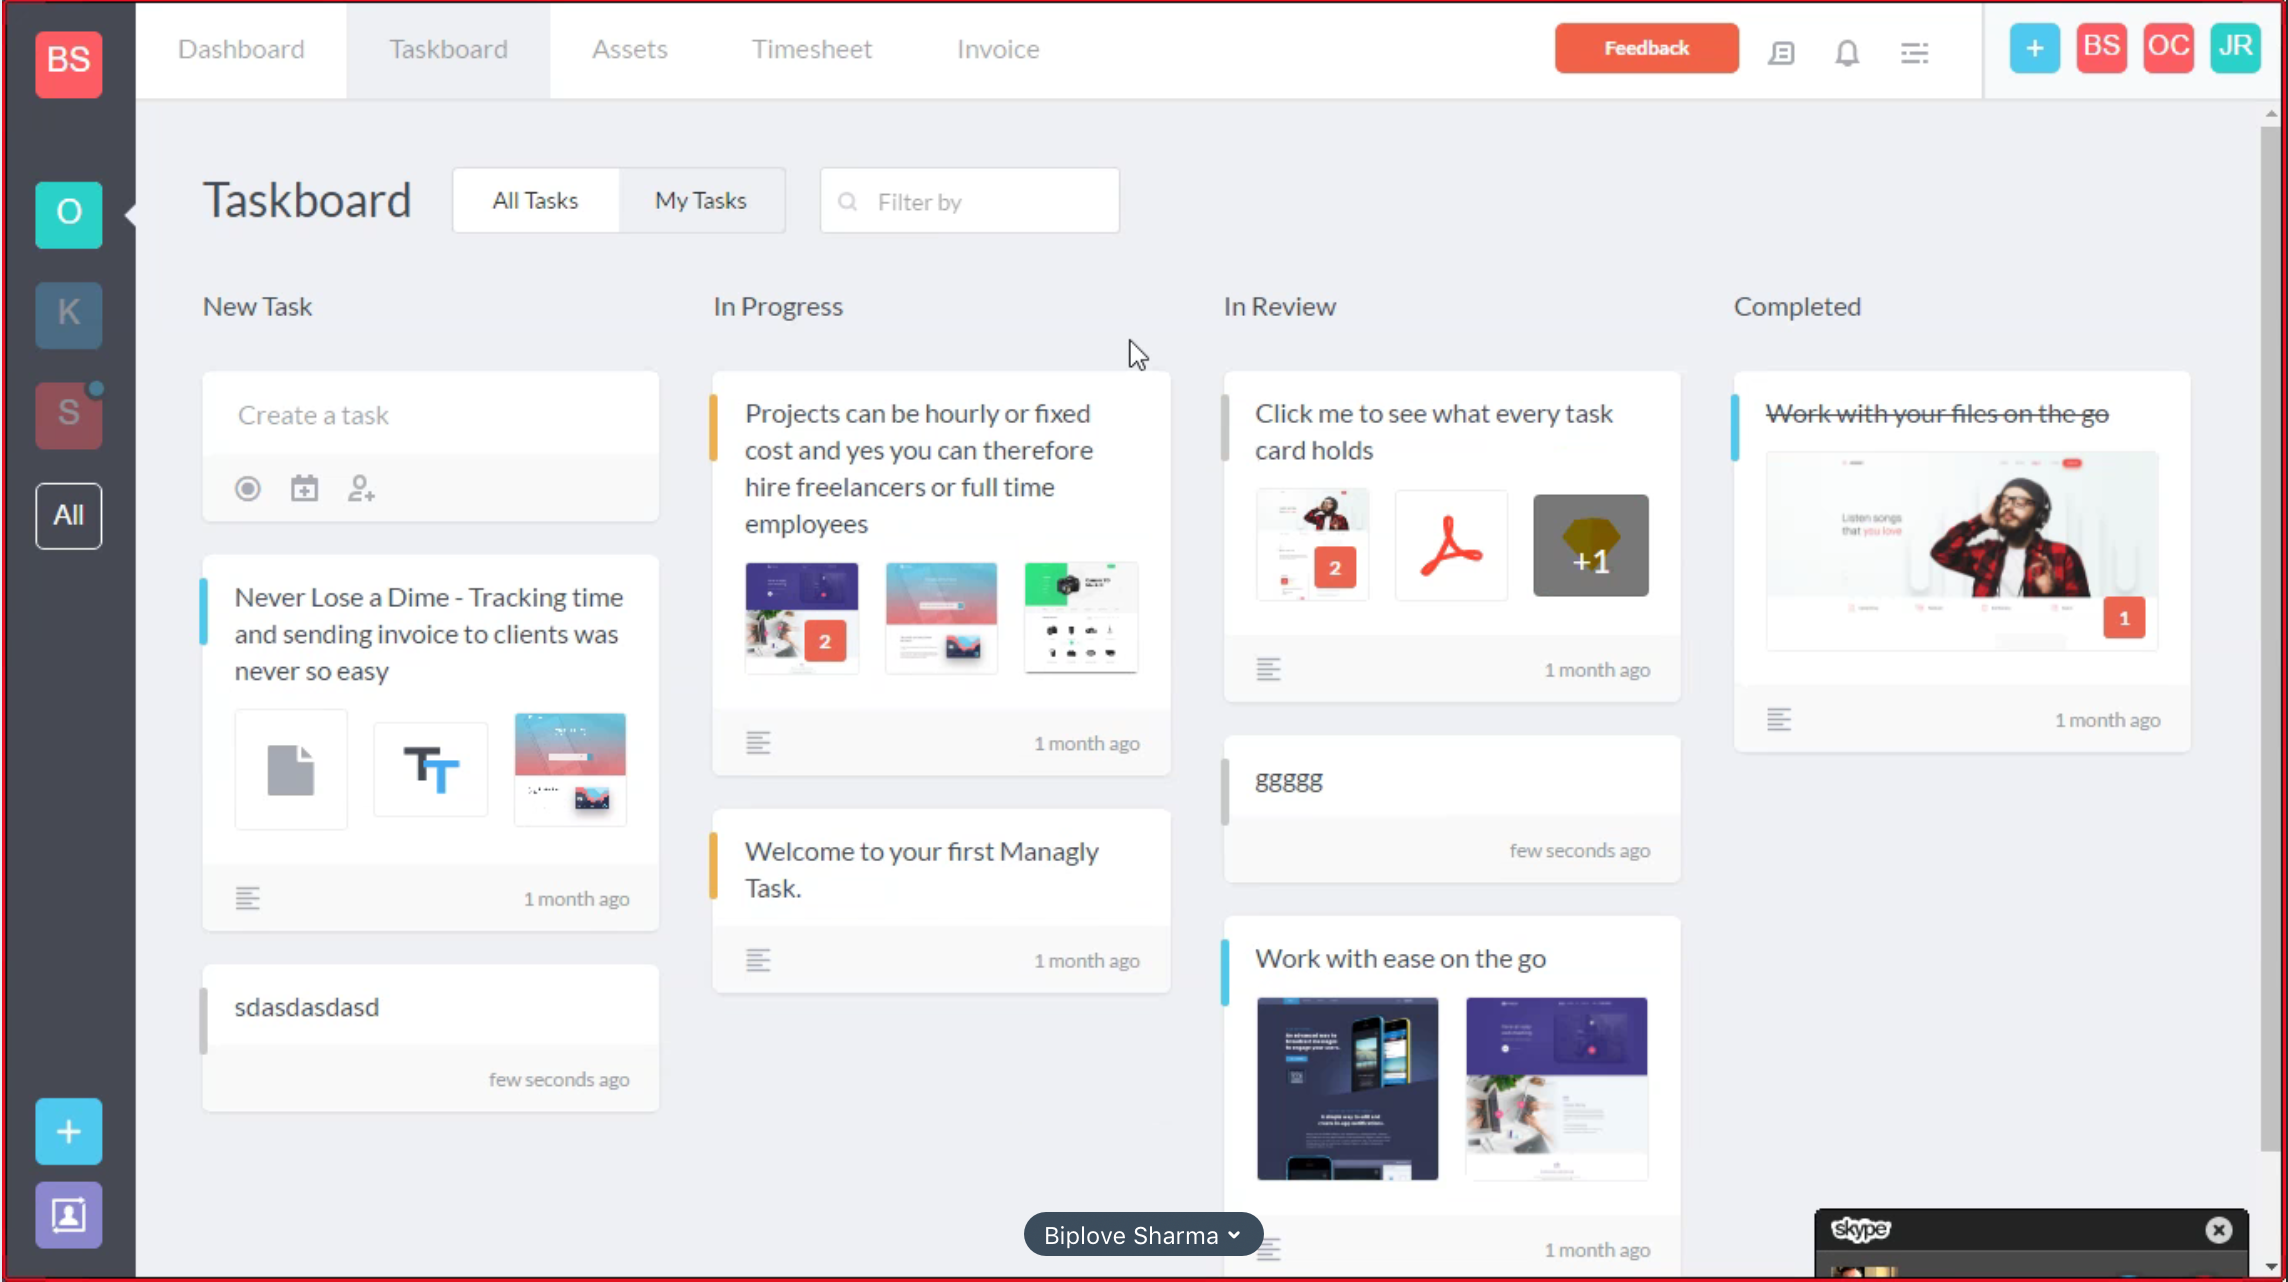 BS
Dashboard
Taskboard
Assets
Timesheet
Invoice
Feedback
+
BS
OC
JR
O
K
S
All
+
Taskboard
All Tasks
My Tasks
Filter by
New Task
In Progress
In Review
Completed
Create a task
Never Lose a Dime - Tracking time
and sending invoice to clients was
never so easy
TT
1 month ago
sdasdasdasd
few seconds ago
Projects can be hourly or fixed
cost and yes you can therefore
hire freelancers or full time
employees
2
1 month ago
Welcome to your first Managly
Task.
1 month ago
Click me to see what every task
card holds
2
+1
1 month ago
ggggg
few seconds ago
Work with ease on the go
1 month ago
Work with your files on the go
Listen songs
that you love
1
1 month ago
Biplove Sharma
skype